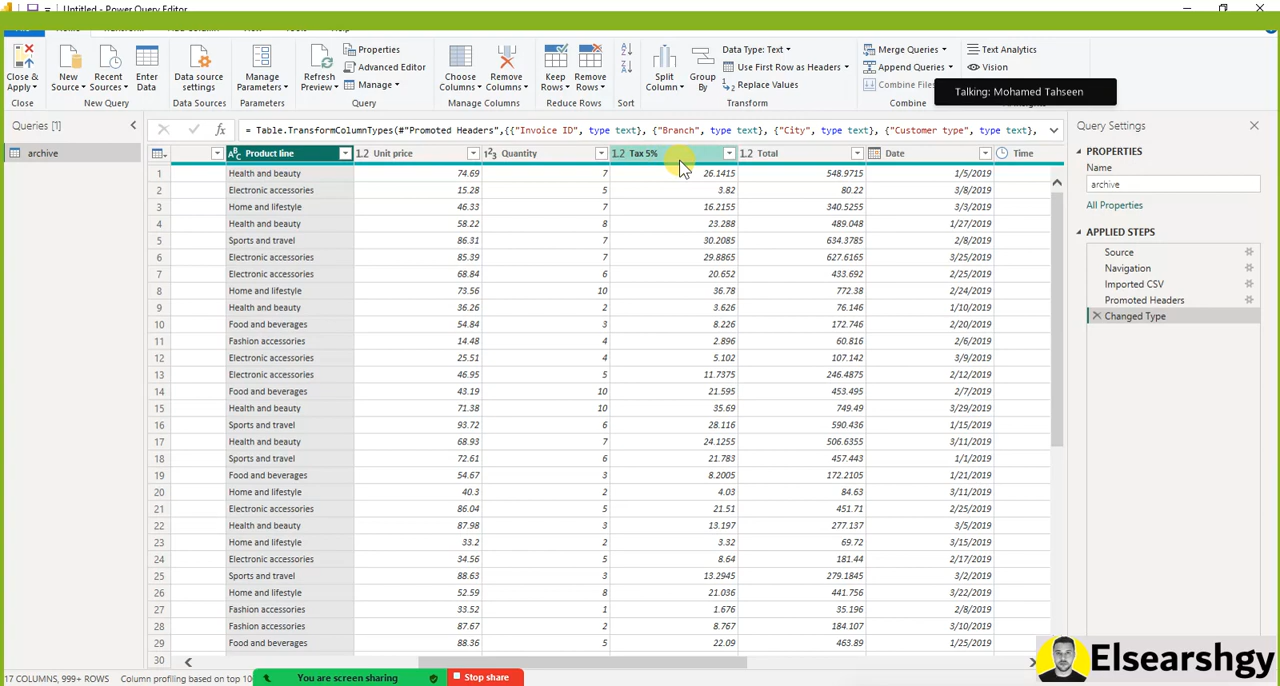 Untitled - Power Query Editor
Close & Apply
New Source
Recent Sources
Enter Data
Data source settings
Manage Parameters
Refresh Preview
Properties
Advanced Editor
Manage
Choose Columns
Remove Columns
Keep Rows
Remove Rows
Split Column
Group By
Data Type: Text
Use First Row as Headers
Replace Values
Merge Queries
Append Queries
Combine Files
Text Analytics
Vision
Talking: Mohamed Tahseen
Close
New Query
Data Sources
Parameters
Query
Manage Columns
Reduce Rows
Sort
Transform
Combine
Queries [1]
= Table.TransformColumnTypes(#"Promoted Headers",{{"Invoice ID", type text}, {"Branch", type text}, {"City", type text}, {"Customer type", type text},
Query Settings
archive
Product line 1.2 Unit price 1²3 Quantity 1.2 Tax 5% 1.2 Total Date Time
1 Health and beauty 74.69 7 26.1415 548.9715 1/5/2019
2 Electronic accessories 15.28 5 3.82 80.22 3/8/2019
3 Home and lifestyle 46.33 7 16.2155 340.5255 3/3/2019
4 Health and beauty 58.22 8 23.288 489.048 1/27/2019
5 Sports and travel 86.31 7 30.2085 634.3785 2/8/2019
6 Electronic accessories 85.39 7 29.8865 627.6165 3/25/2019
7 Electronic accessories 68.84 6 20.652 433.692 2/25/2019
8 Home and lifestyle 73.56 10 36.78 772.38 2/24/2019
9 Health and beauty 36.26 2 3.626 76.146 1/10/2019
10 Food and beverages 54.84 3 8.226 172.746 2/20/2019
11 Fashion accessories 14.48 4 2.896 60.816 2/6/2019
12 Electronic accessories 25.51 4 5.102 107.142 3/9/2019
13 Electronic accessories 46.95 5 11.7375 246.4875 2/12/2019
14 Food and beverages 43.19 10 21.595 453.495 2/7/2019
15 Health and beauty 71.38 10 35.69 749.49 3/29/2019
16 Sports and travel 93.72 6 28.116 590.436 1/15/2019
17 Health and beauty 68.93 7 24.1255 506.6355 3/11/2019
18 Sports and travel 72.61 6 21.783 457.443 1/1/2019
19 Food and beverages 54.67 3 8.2005 172.2105 1/21/2019
20 Home and lifestyle 40.3 2 4.03 84.63 3/11/2019
21 Electronic accessories 86.04 5 21.51 451.71 2/25/2019
22 Health and beauty 87.98 3 13.197 277.137 3/5/2019
23 Home and lifestyle 33.2 2 3.32 69.72 3/15/2019
24 Electronic accessories 34.56 5 8.64 181.44 2/17/2019
25 Sports and travel 88.63 3 13.2945 279.1845 3/2/2019
26 Home and lifestyle 52.59 8 21.036 441.756 3/22/2019
27 Fashion accessories 33.52 1 1.676 35.196 2/8/2019
28 Fashion accessories 87.67 2 8.767 184.107 3/10/2019
29 Food and beverages 88.36 5 22.09 463.89 1/25/2019
30
PROPERTIES
Name
archive
All Properties
APPLIED STEPS
Source
Navigation
Imported CSV
Promoted Headers
Changed Type
17 COLUMNS, 999+ ROWS
Column profiling based on top 100
You are screen sharing
Stop share
Elsearshgy